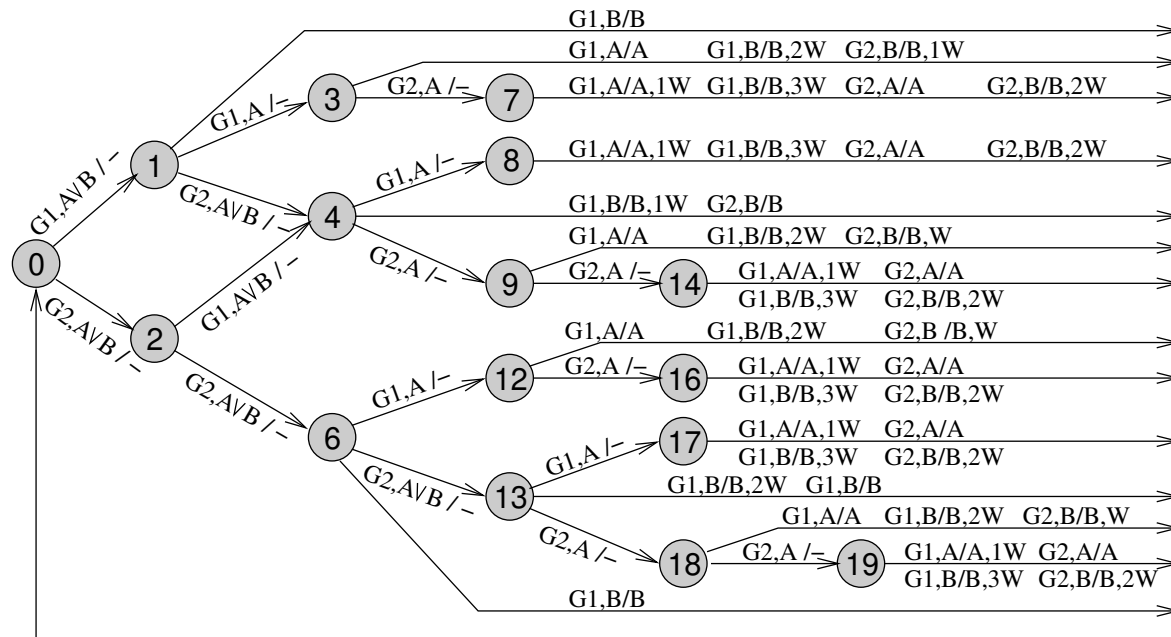 G1,B/B
G1,A/A G1,B/B,2W G2,B/B,1W
3 G2,A /– 7 G1,A/A,1W G1,B/B,3W G2,A/A G2,B/B,2W
G1,A /–
1 G1,A /– 8 G1,A/A,1W G1,B/B,3W G2,A/A G2,B/B,2W
G1,A\/B / –
G2,A\/B / –
4 G1,B/B,1W G2,B/B
G1,A/A G1,B/B,2W G2,B/B,W
0 G2,A /– 9 G2,A /– 14 G1,A/A,1W G2,A/A
G1,A\/B / –
G1,B/B,3W G2,B/B,2W
G2,A\/B / –
2 G1,A/A G1,B/B,2W G2,B /B,W
G1,A /– 12 G2,A /– 16 G1,A/A,1W G2,A/A
G1,B/B,3W G2,B/B,2W
G2,A\/B / –
6 G1,A /– 17 G1,A/A,1W G2,A/A
G1,B/B,3W G2,B/B,2W
G2,A\/B / –
13 G1,B/B,2W G1,B/B
G1,A/A G1,B/B,2W G2,B/B,W
G2,A /– 18 G2,A /– 19 G1,A/A,1W G2,A/A
G1,B/B,3W G2,B/B,2W
G1,B/B